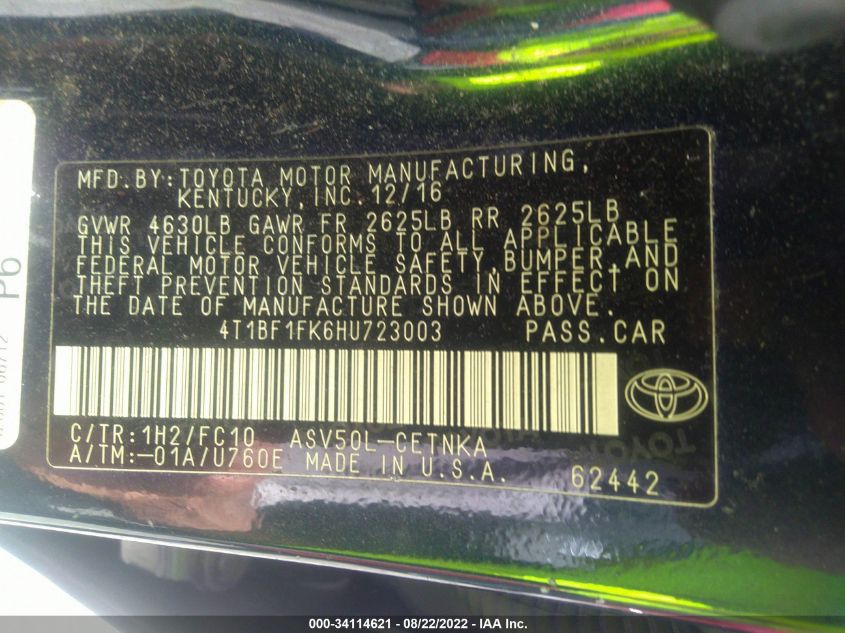 MFD.BY:TOYOTA MOTOR MANUFACTURING,
KENTUCKY,INC.12/16
GVWR 4630LB GAWR FR 2625LB RR 2625LB
THIS VEHICLE CONFORMS TO ALL APPLICABLE
FEDERAL MOTOR VEHICLE SAFETY,BUMPER,AND
THEFT PREVENTION STANDARDS IN EFFECT ON
THE DATE OF MANUFACTURE SHOWN ABOVE.
4T1BF1FK6HU723003 PASS.CAR
C/TR:1H2/FC10 ASV50L-CETNKA
A/TM:-01A/U760E MADE IN U.S.A.
62442
P6
TOYOTA
000-34114621 - 08/22/2022 - IAA Inc.